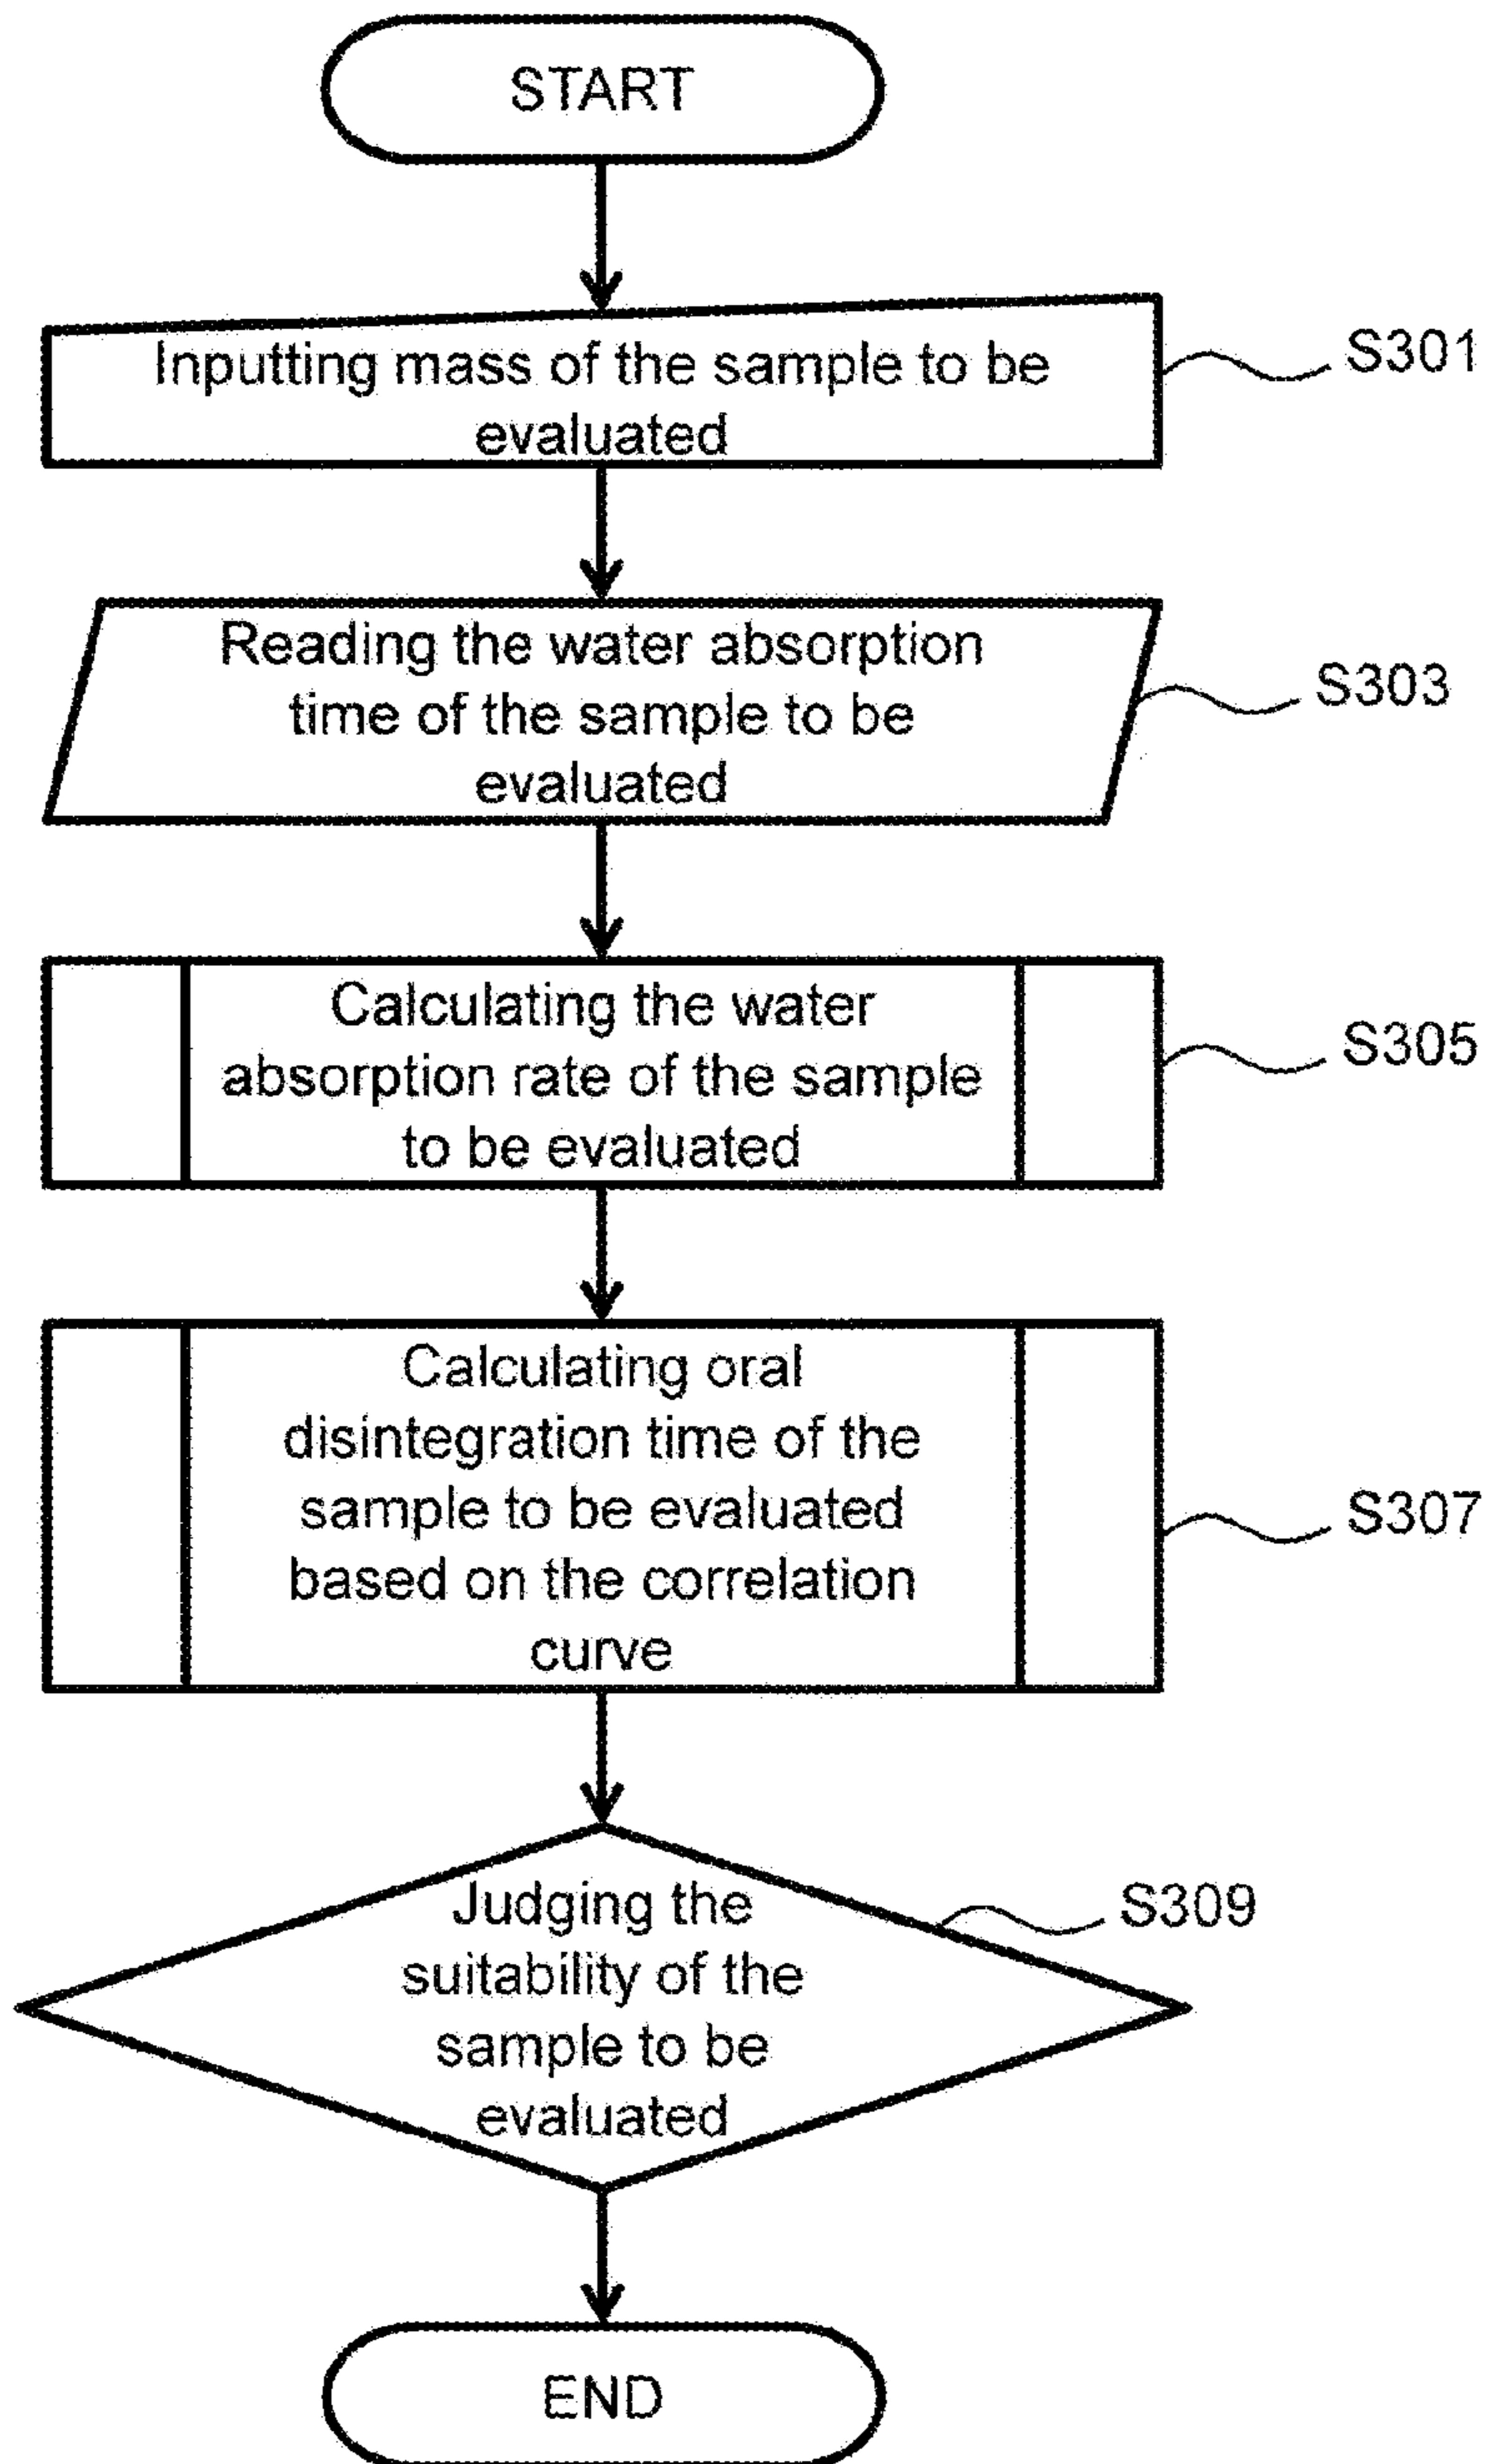 START
Inputting mass of the sample to be
evaluated
S301
Reading the water absorption
time of the sample to be
evaluated
S303
Calculating the water
absorption rate of the sample
to be evaluated
S305
Calculating oral
disintegration time of the
sample to be evaluated
based on the correlation
curve
S307
Judging the
suitability of the
sample to be
evaluated
S309
END